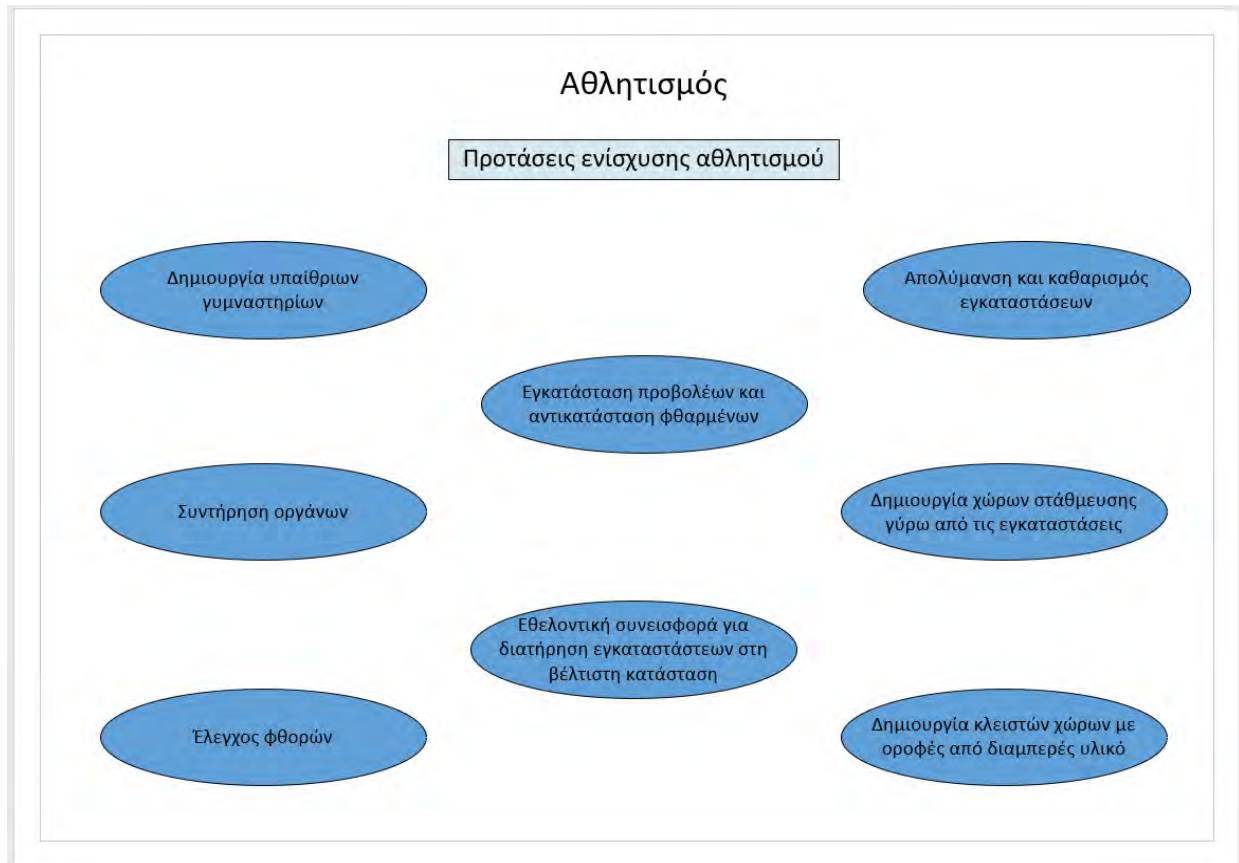 Αθλητισμός
Προτάσεις ενίσχυσης αθλητισμού
Δημιουργία υπαίθριων
γυμναστηρίων
Απολύμανση και καθαρισμός
εγκαταστάσεων
Εγκατάσταση προβολέων και
αντικατάσταση φθαρμένων
Συντήρηση οργάνων
Δημιουργία χώρων στάθμευσης
γύρω από τις εγκαταστάσεις
Εθελοντική συνεισφορά για
διατήρηση εγκαταστάστεων στη
βέλτιστη κατάσταση
Έλεγχος φθορών
Δημιουργία κλειστών χώρων με
οροφές από διαμπερές υλικό